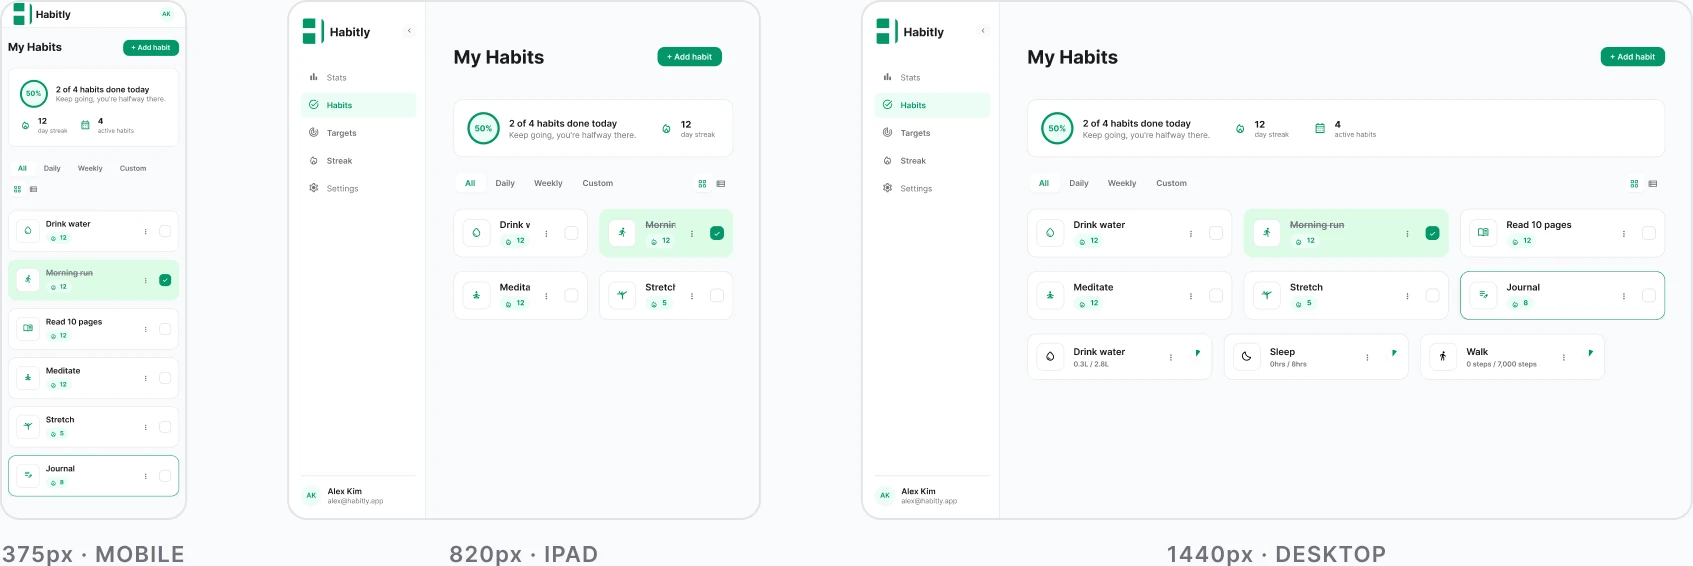 Habitly
AK
My Habits
+ Add habit
50%
2 of 4 habits done today
Keep going, you're halfway there.
12
day streak
4
active habits
All
Daily
Weekly
Custom
Drink water
12
Morning run
12
Read 10 pages
12
Meditate
12
Stretch
5
Journal
8
375px · MOBILE
Habitly
Stats
Habits
Targets
Streak
Settings
AK
Alex Kim
alex@habitly.app
My Habits
+ Add habit
50%
2 of 4 habits done today
Keep going, you're halfway there.
12
day streak
All
Daily
Weekly
Custom
Drink v
12
Mornin
12
Medita
12
Stretch
5
820px · IPAD
Habitly
Stats
Habits
Targets
Streak
Settings
AK
Alex Kim
alex@habitly.app
My Habits
+ Add habit
50%
2 of 4 habits done today
Keep going, you're halfway there.
12
day streak
4
active habits
All
Daily
Weekly
Custom
Drink water
12
Morning run
12
Read 10 pages
12
Meditate
12
Stretch
5
Journal
8
Drink water
0.3L / 2.8L
Sleep
0hrs / 8hrs
Walk
0 steps / 7,000 steps
1440px · DESKTOP